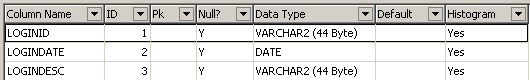 Column Name ID Pk Null? Data Type Default Histogram
LOGINID 1 Y VARCHAR2 (44 Byte) Yes
LOGINDATE 2 Y DATE Yes
LOGINDESC 3 Y VARCHAR2 (44 Byte) Yes